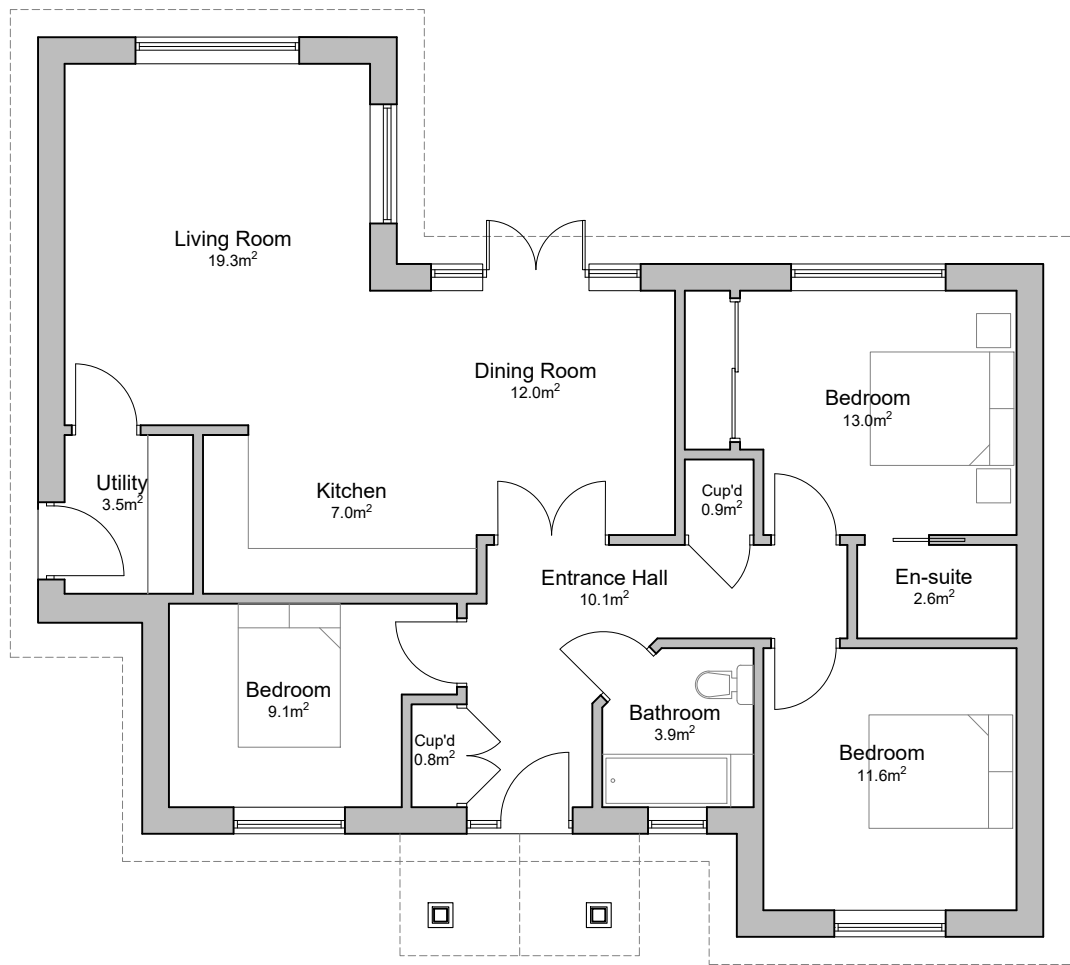 Living Room
19.3m²
Dining Room
12.0m²
Bedroom
13.0m²
Utility
3.5m²
Kitchen
7.0m²
Cup'd
0.9m²
Entrance Hall
10.1m²
En-suite
2.6m²
Bedroom
9.1m²
Cup'd
0.8m²
Bathroom
3.9m²
Bedroom
11.6m²